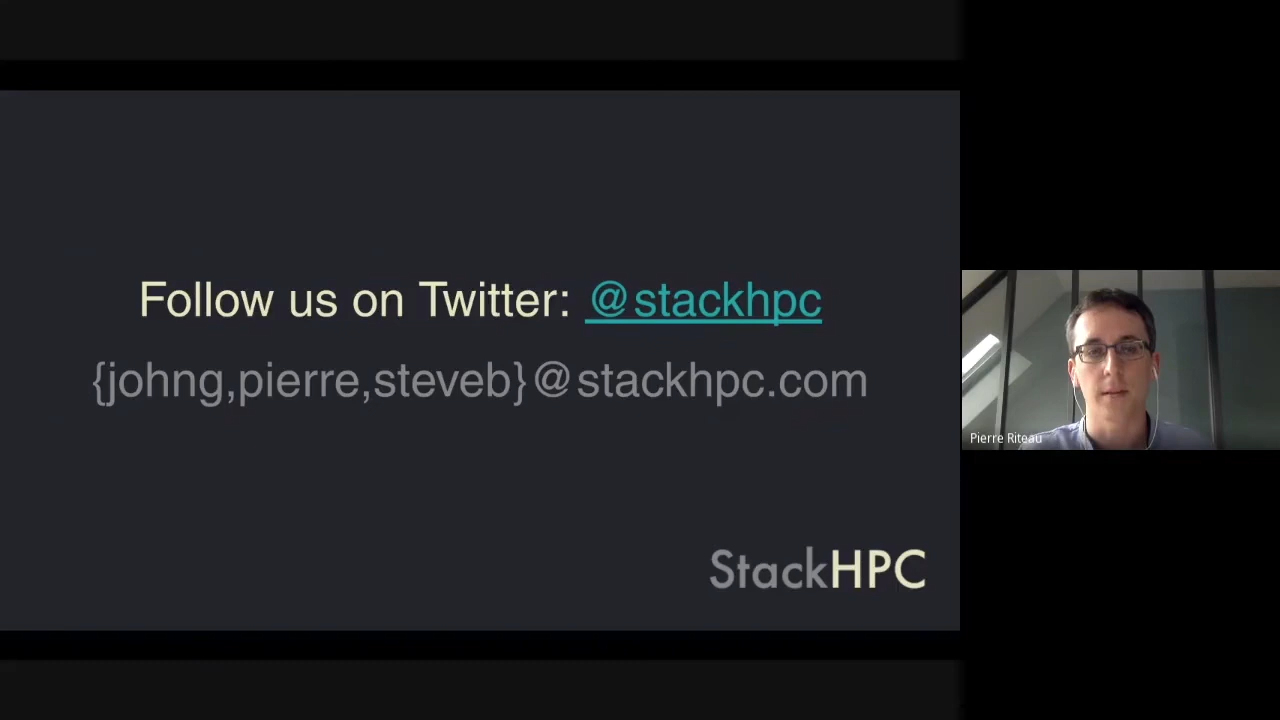 Follow us on Twitter: @stackhpc
{johng,pierre,steveb}@stackhpc.com
StackHPC
Pierre Riteau